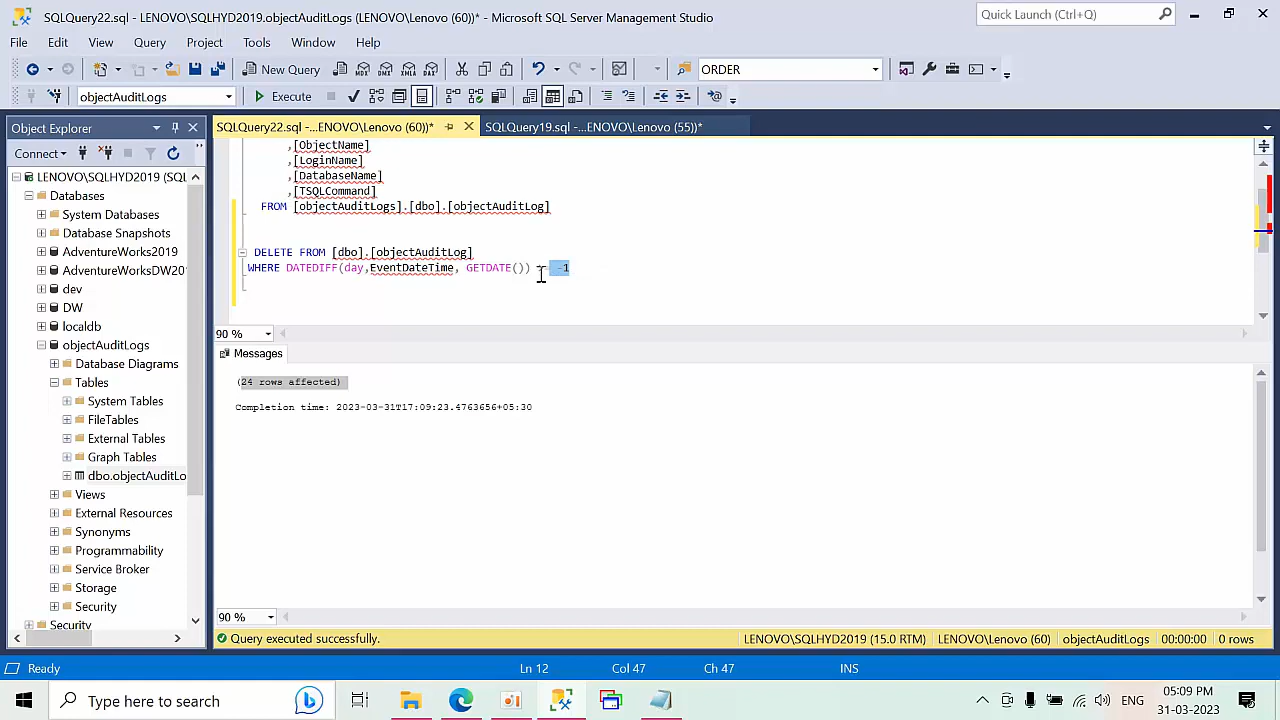 SQLQuery22.sql - LENOVO\SQLHYD2019.objectAuditLogs (LENOVO\Lenovo (60))* - Microsoft SQL Server Management Studio
Quick Launch (Ctrl+Q)
File Edit View Query Project Tools Window Help
New Query MDX DMX XMLA DAX ORDER
objectAuditLogs Execute
Object Explorer
SQLQuery22.sql -...ENOVO\Lenovo (60))* SQLQuery19.sql -...ENOVO\Lenovo (55))*
Connect
LENOVO\SQLHYD2019 (SQL
Databases
System Databases
Database Snapshots
AdventureWorks2019
AdventureWorksDW20
dev
DW
localdb
objectAuditLogs
Database Diagrams
Tables
System Tables
FileTables
External Tables
Graph Tables
dbo.objectAuditLo
Views
External Resources
Synonyms
Programmability
Service Broker
Storage
Security
Security
,[ObjectName]
,[LoginName]
,[DatabaseName]
,[TSQLCommand]
FROM [objectAuditLogs].[dbo].[objectAuditLog]
DELETE FROM [dbo].[objectAuditLog]
WHERE DATEDIFF(day,EventDateTime, GETDATE()) -1
90 %
Messages
(24 rows affected)
Completion time: 2023-03-31T17:09:23.4763656+05:30
90 %
Query executed successfully. LENOVO\SQLHYD2019 (15.0 RTM) LENOVO\Lenovo (60) objectAuditLogs 00:00:00 0 rows
Ready Ln 12 Col 47 Ch 47 INS
Type here to search
ENG
05:09 PM
31-03-2023